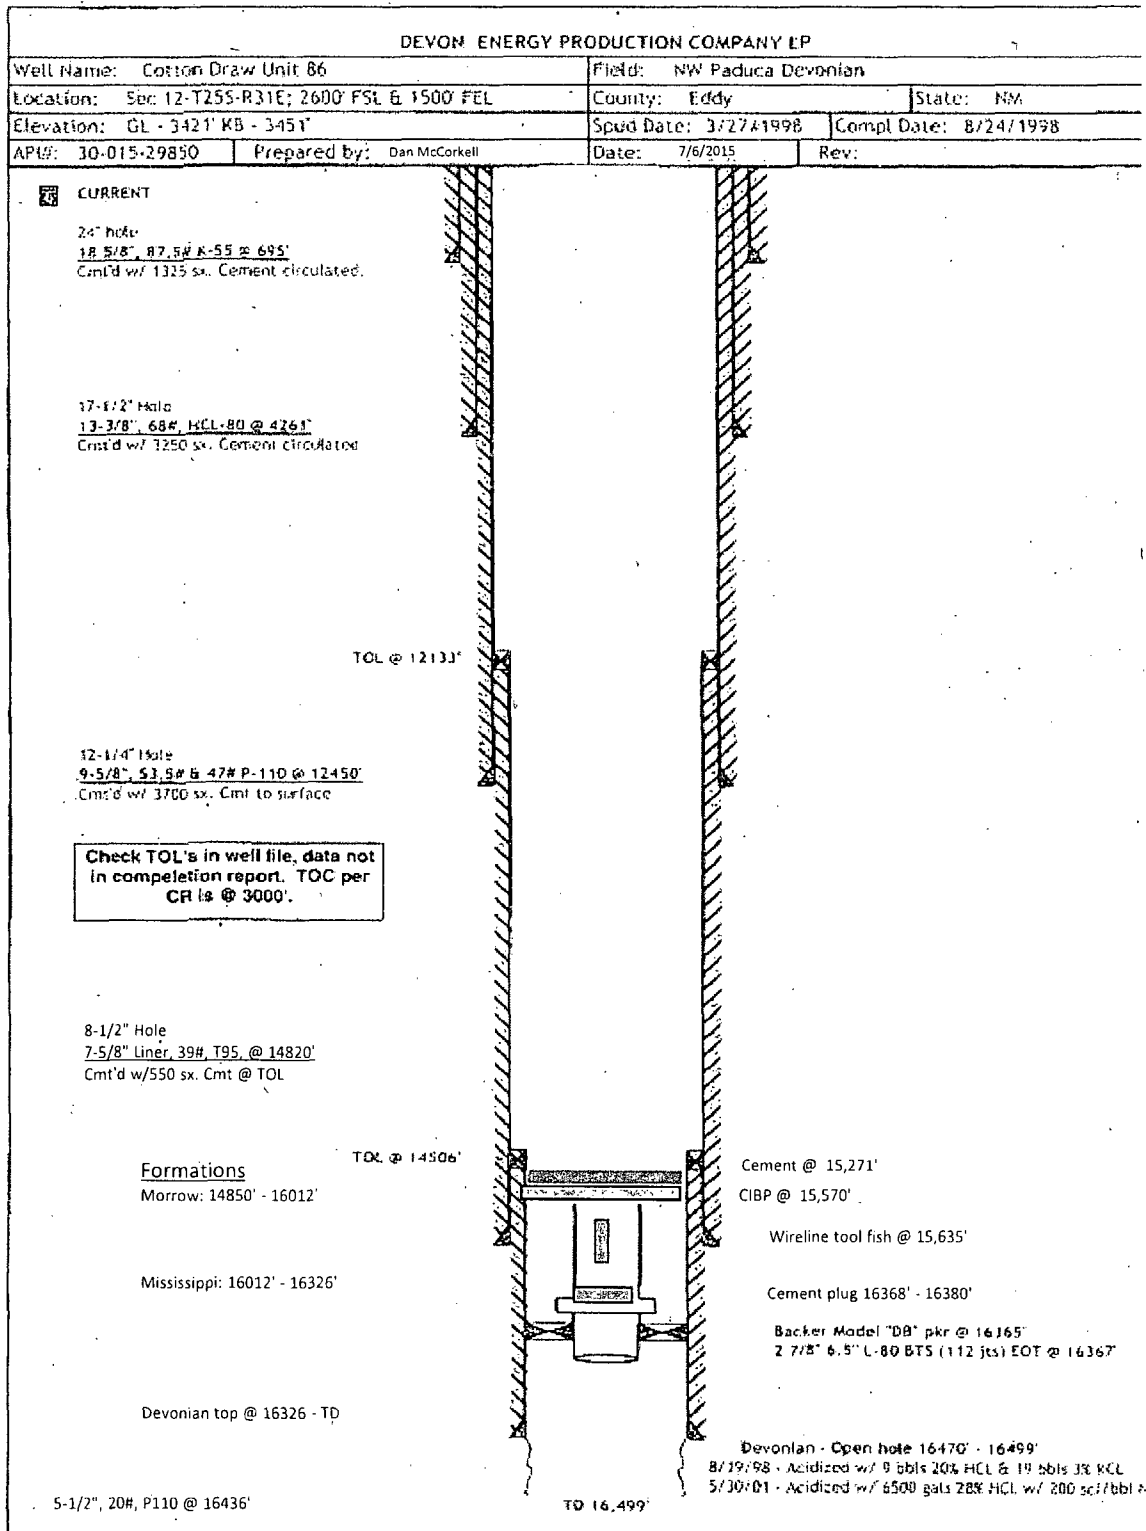 DEVON ENERGY PRODUCTION COMPANY LP
Well Name: Cotton Draw Unit 86 Field: NW Paduca Devonian
Location: Sec 12-T25S-R31E; 2600' FSL & 1500' FEL County: Eddy State: NM
Elevation: GL - 3421' KB - 3451' Spud Date: 3/27/1998 Compl Date: 8/24/1998
API#: 30-015-29850 Prepared by: Dan McCorkell Date: 7/6/2015 Rev:
CURRENT
24" hole
18 5/8", 87.5# K-55 @ 695'
Cmt'd w/ 1325 sx. Cement circulated.
17-1/2" Hole
13-3/8", 68#, HCL-80 @ 4261'
Cmt'd w/ 3250 sx. Cement circulated
TOL @ 12133'
12-1/4" Hole
9-5/8", 53.5# & 47# P-110 @ 12450'
Cmt'd w/ 3700 sx. Cmt to surface
Check TOL's in well file, data not
in compeletion report. TOC per
CR is @ 3000'.
8-1/2" Hole
7-5/8" Liner, 39#, T95, @ 14820'
Cmt'd w/550 sx. Cmt @ TOL
TOL @ 14506'
Formations
Morrow: 14850' - 16012'
Cement @ 15,271'
CIBP @ 15,570'
Wireline tool fish @ 15,635'
Mississippi: 16012' - 16326'
Cement plug 16368' - 16380'
Backer Model "DB" pkr @ 16365'
2 7/8" 6.5" L-80 BTS (112 jts) EOT @ 16367'
Devonian top @ 16326 - TD
Devonian - Open hole 16470' - 16499'
8/19/98 - Acidized w/ 9 bbls 20% HCL & 19 bbls 3% KCL
5/30/01 - Acidized w/ 6500 gals 28% HCL w/ 200 scf/bbl
5-1/2", 20#, P110 @ 16436'
TD 16,499'